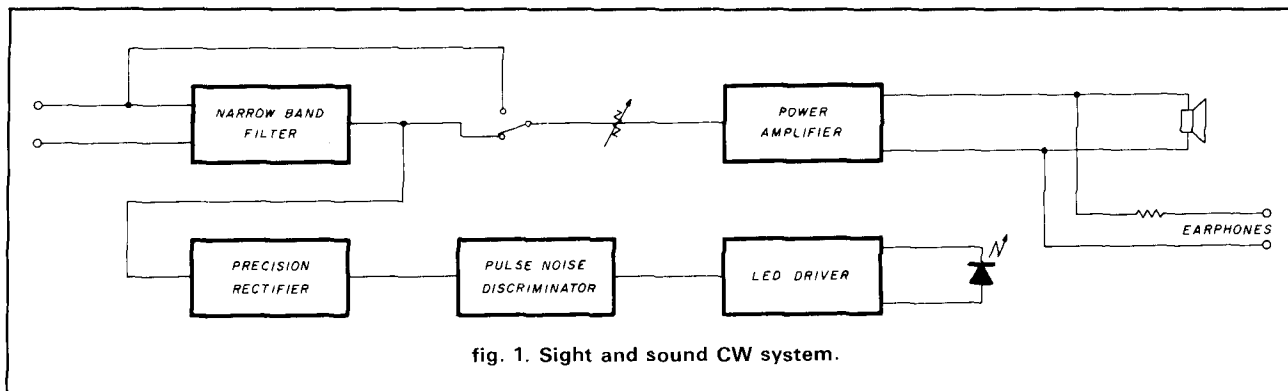 NARROW BAND
FILTER
POWER
AMPLIFIER
EARPHONES
PRECISION
RECTIFIER
PULSE NOISE
DISCRIMINATOR
LED DRIVER
fig. 1. Sight and sound CW system.